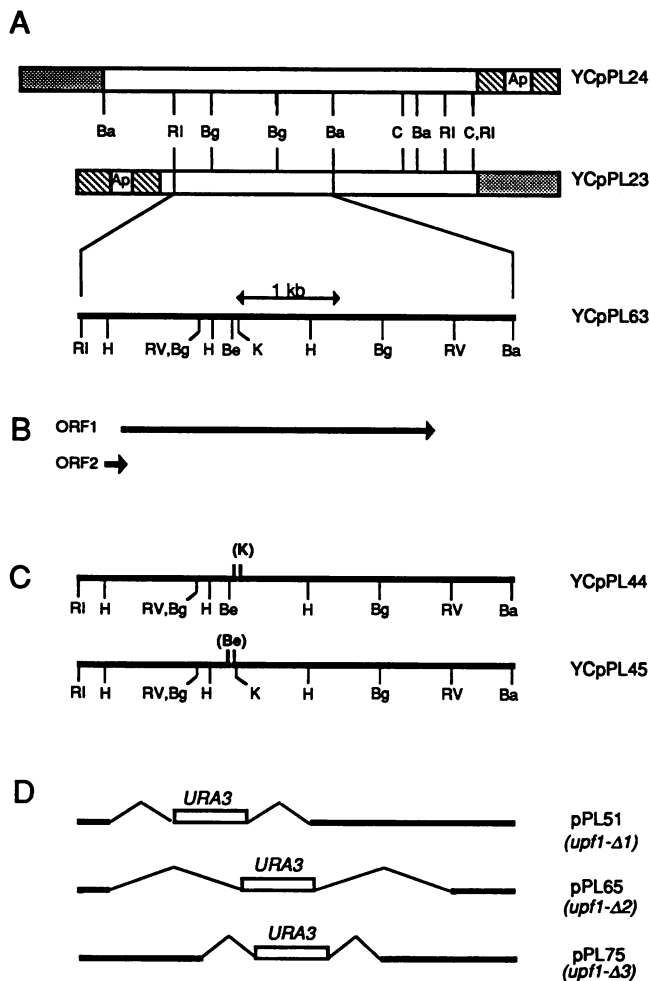 A
Ap YCpPL24
Ba RI Bg Bg Ba C Ba RI C,RI
Ap YCpPL23
1 kb
YCpPL63
RI H RV,Bg H Be K H Bg RV Ba
B ORF1
ORF2
(K)
C YCpPL44
RI H RV,Bg H Be H Bg RV Ba
(Be)
YCpPL45
RI H RV,Bg H K H Bg RV Ba
D URA3
pPL51
(upf1-Δ1)
URA3
pPL65
(upf1-Δ2)
URA3
pPL75
(upf1-Δ3)